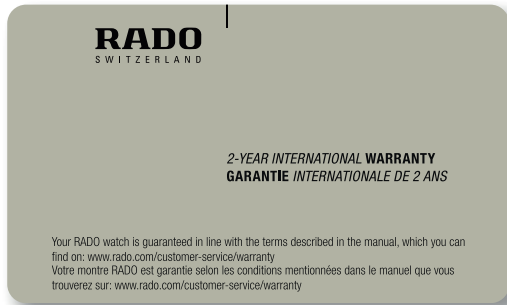 RADO
SWITZERLAND
2-YEAR INTERNATIONAL WARRANTY
GARANTIE INTERNATIONALE DE 2 ANS
Your RADO watch is guaranteed in line with the terms described in the manual, which you can
find on: www.rado.com/customer-service/warranty
Votre montre RADO est garantie selon les conditions mentionnées dans le manuel que vous
trouverez sur: www.rado.com/customer-service/warranty